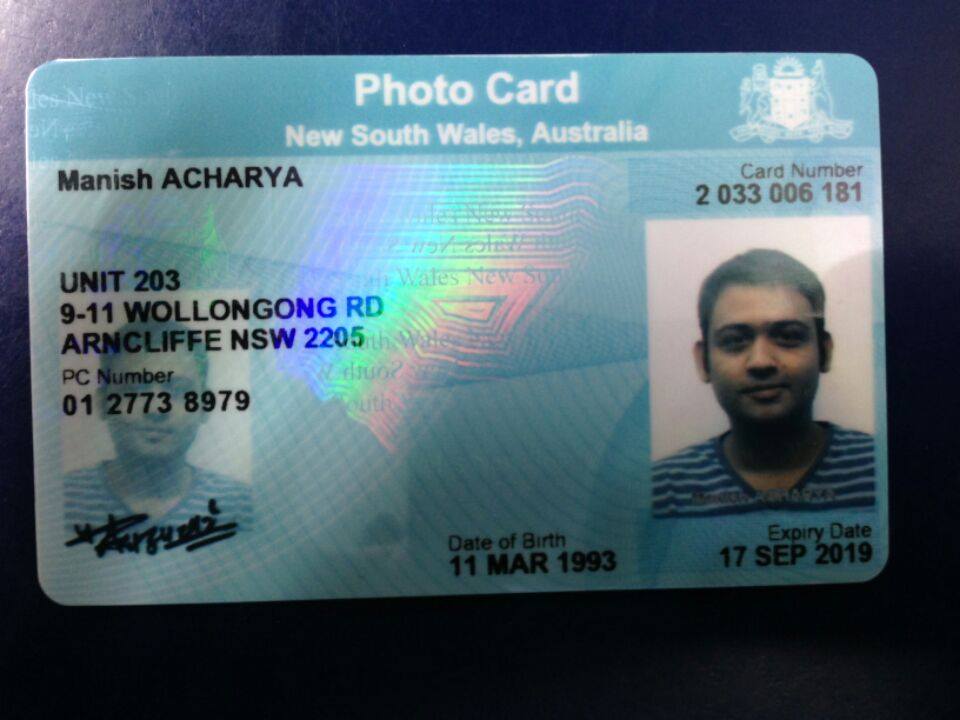 Photo Card
New South Wales, Australia
Manish ACHARYA
Card Number
2 033 006 181
UNIT 203
9-11 WOLLONGONG RD
ARNCLIFFE NSW 2205
PC Number
01 2773 8979
Date of Birth
11 MAR 1993
Expiry Date
17 SEP 2019